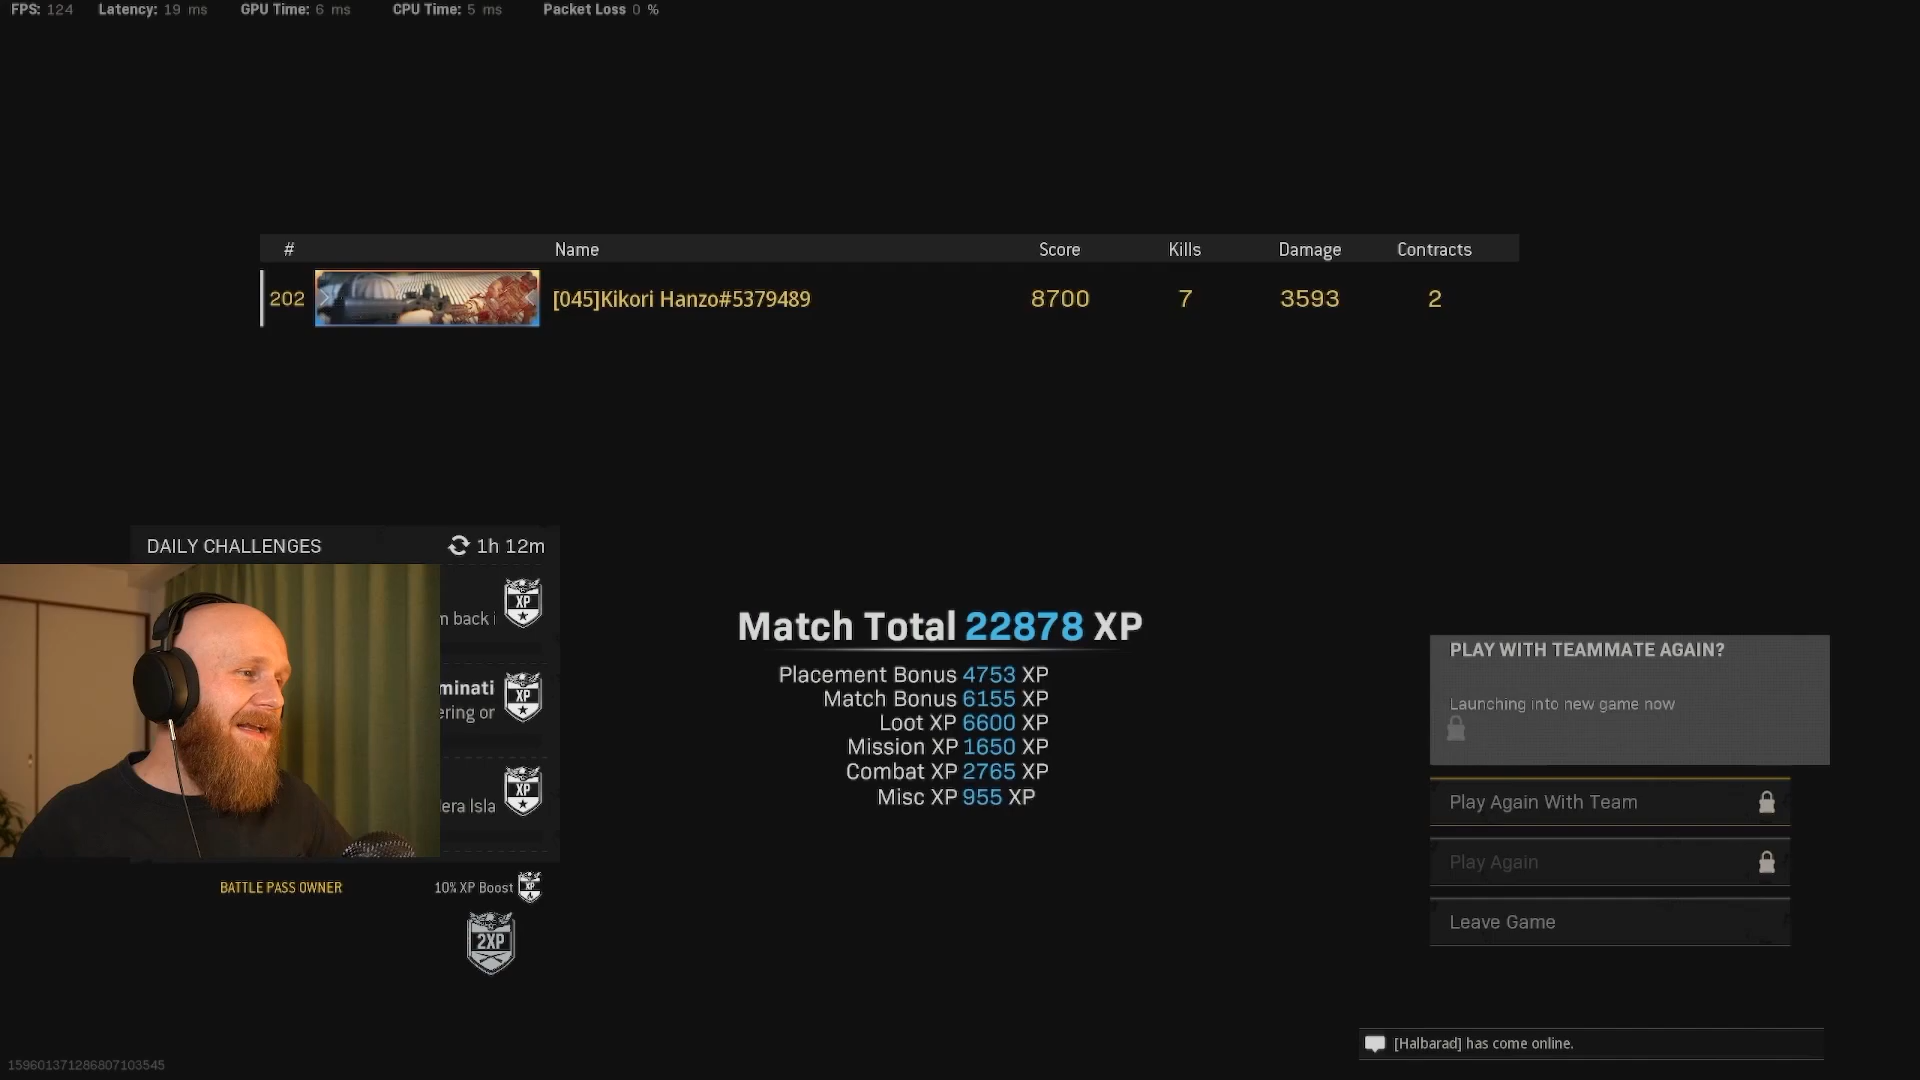 FPS: 124 Latency: 19 ms GPU Time: 6 ms CPU Time: 5 ms Packet Loss 0 %
# Name Score Kills Damage Contracts
202 [045]Kikori Hanzo#5379489 8700 7 3593 2
DAILY CHALLENGES 1h 12m
XP
m back i
XP
minati
ering or
XP
era Isla
BATTLE PASS OWNER 10% XP Boost XP
2XP
Match Total 22878 XP
Placement Bonus 4753 XP
Match Bonus 6155 XP
Loot XP 6600 XP
Mission XP 1650 XP
Combat XP 2765 XP
Misc XP 955 XP
PLAY WITH TEAMMATE AGAIN?
Launching into new game now
Play Again With Team
Play Again
Leave Game
[Halbarad] has come online.
159601371286807103545